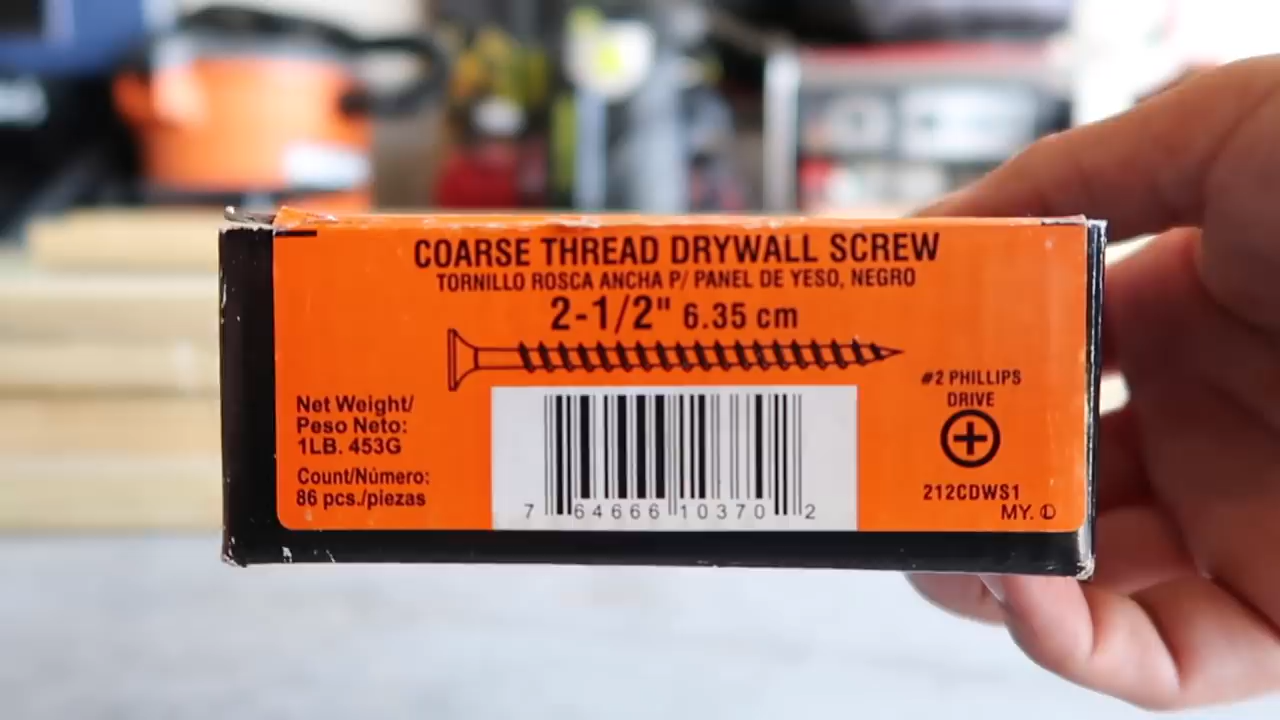 COARSE THREAD DRYWALL SCREW
TORNILLO ROSCA ANCHA P/ PANEL DE YESO, NEGRO
2-1/2" 6.35 cm
#2 PHILLIPS
DRIVE
Net Weight/
Peso Neto:
1LB. 453G
Count/Número:
86 pcs./piezas
7 64666 10370 2
212CDWS1
MY.